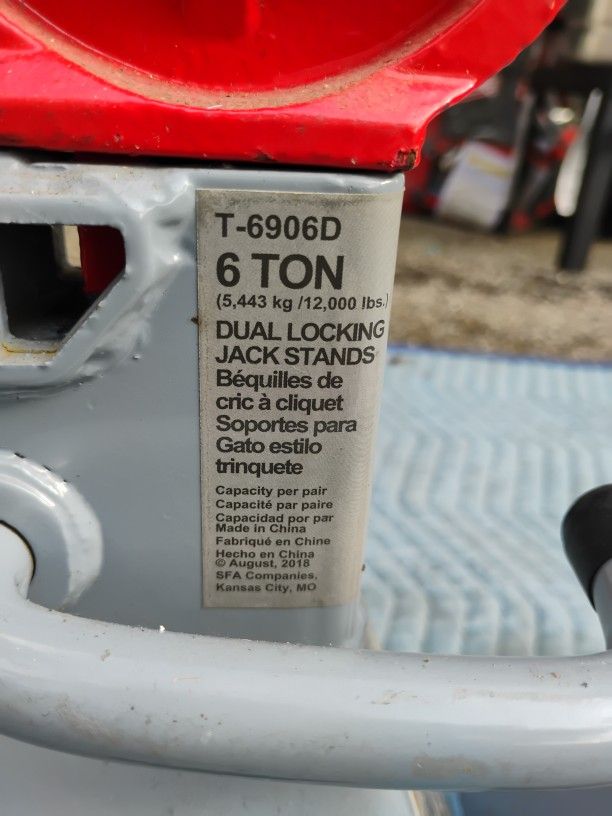 T-6906D
6 TON
(5,443 kg /12,000 lbs.)
DUAL LOCKING
JACK STANDS
Béquilles de
cric à cliquet
Soportes para
Gato estilo
trinquete
Capacity per pair
Capacité par paire
Capacidad por par
Made in China
Fabriqué en Chine
Hecho en China
© August, 2018
SFA Companies,
Kansas City, MO